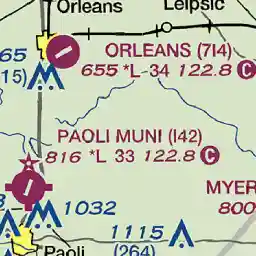 Orleans
Leipsic
65
ORLEANS (714)
15)
655 *L 34 122.8 C
PAOLI MUNI (I42)
816 *L 33 122.8 C
MYER
800
1032
1115
(264)
Paoli